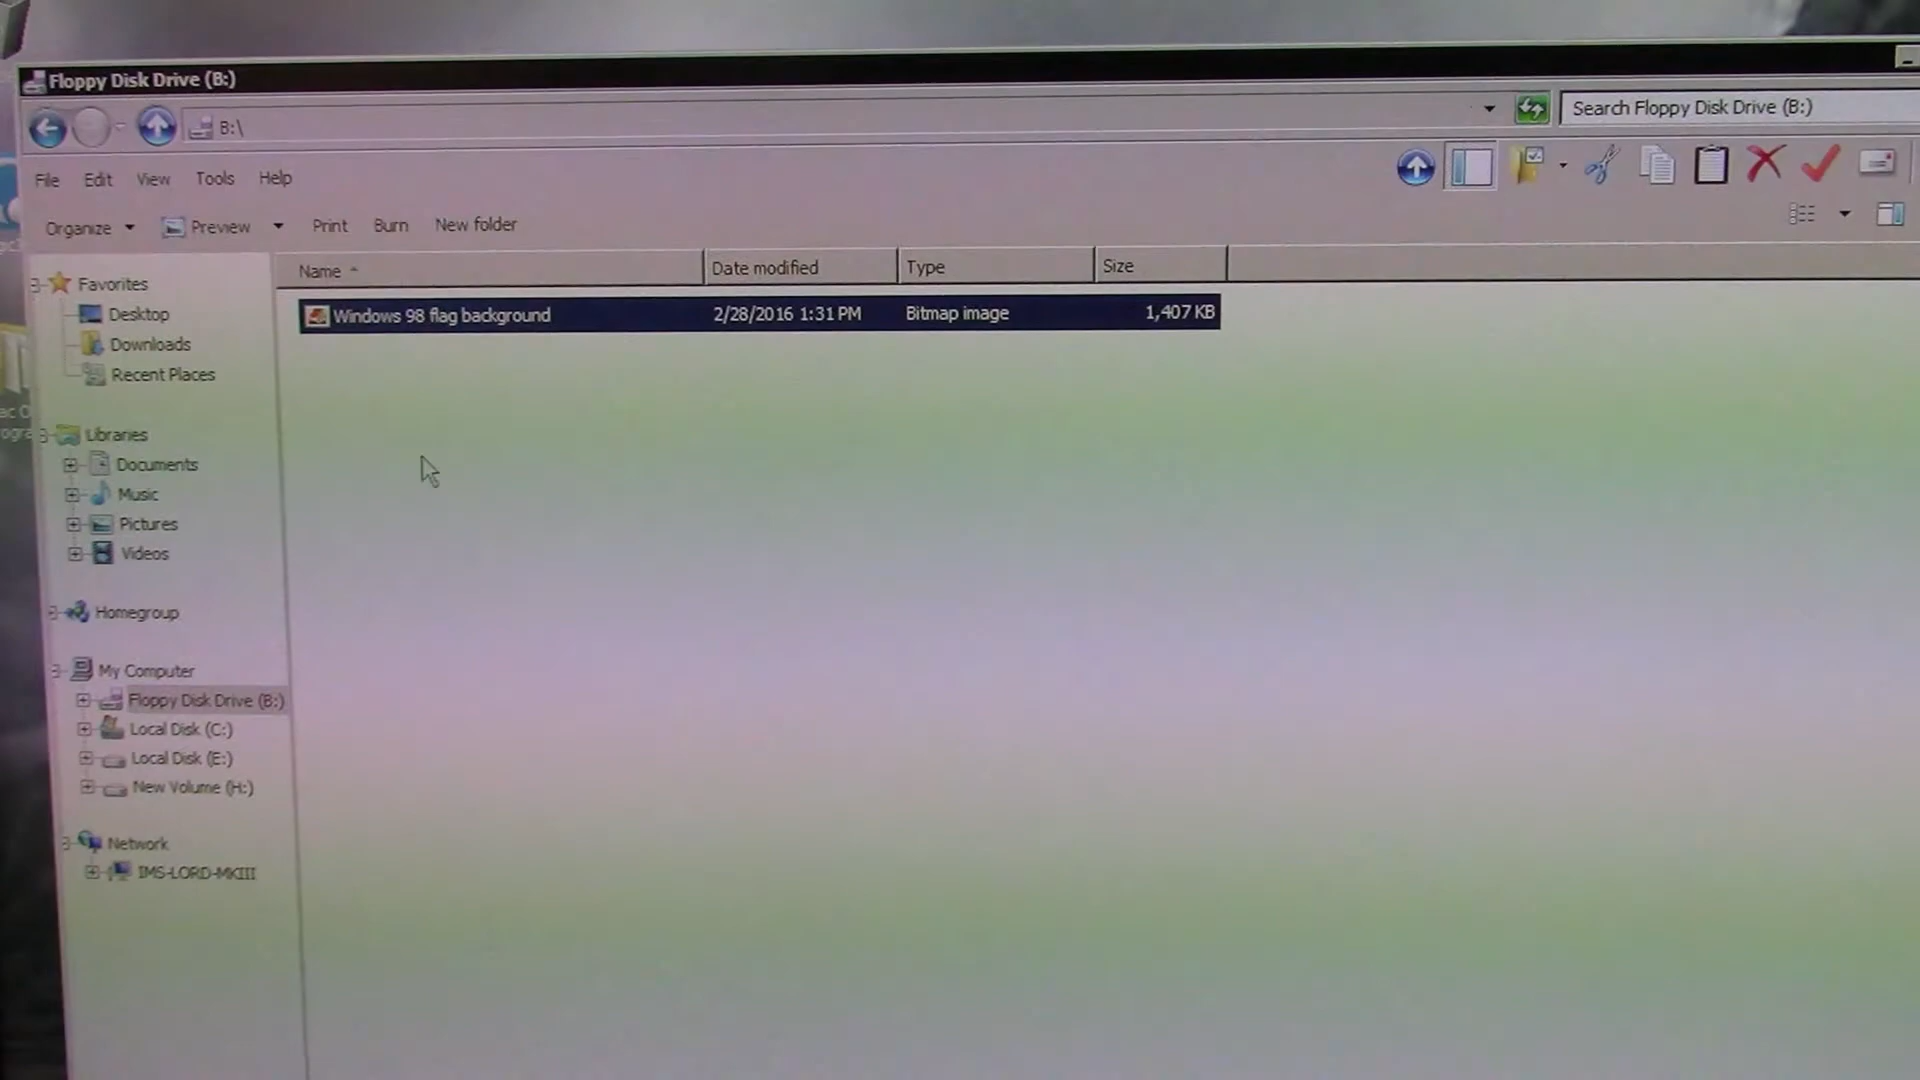 Floppy Disk Drive (B:)
B:\
Search Floppy Disk Drive (B:)
File Edit View Tools Help
Organize Preview Print Burn New folder
Name Date modified Type Size
Windows 98 flag background 2/28/2016 1:31 PM Bitmap image 1,407 KB
Favorites
Desktop
Downloads
Recent Places
Libraries
Documents
Music
Pictures
Videos
Homegroup
My Computer
Floppy Disk Drive (B:)
Local Disk (C:)
Local Disk (E:)
New Volume (H:)
Network
IMS-LORD-MKIII